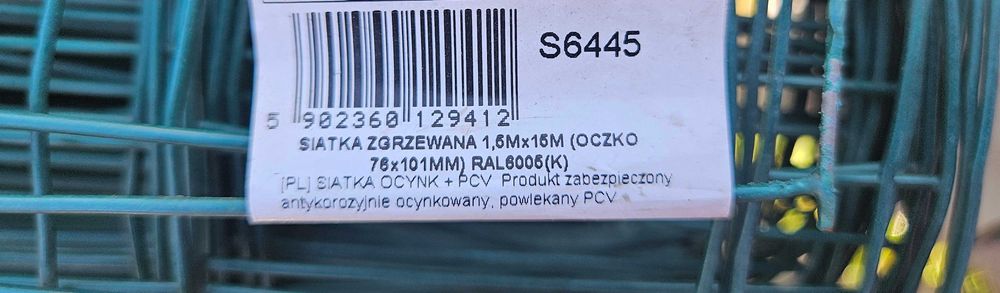 S6445
5 902360 129412
SIATKA ZGRZEWANA 1,5Mx15M (OCZKO
76x101MM) RAL6005(K)
[PL] SIATKA OCYNK + PCV Produkt zabezpieczony
antykorozyjnie ocynkowany, powlekany PCV